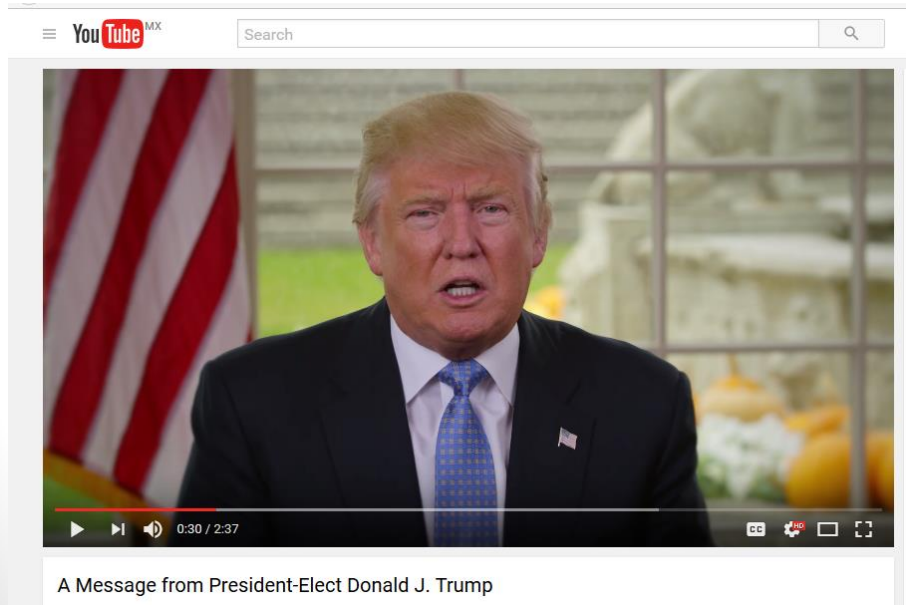 YouTube MX
Search
0:30 / 2:37
CC
HD
A Message from President-Elect Donald J. Trump